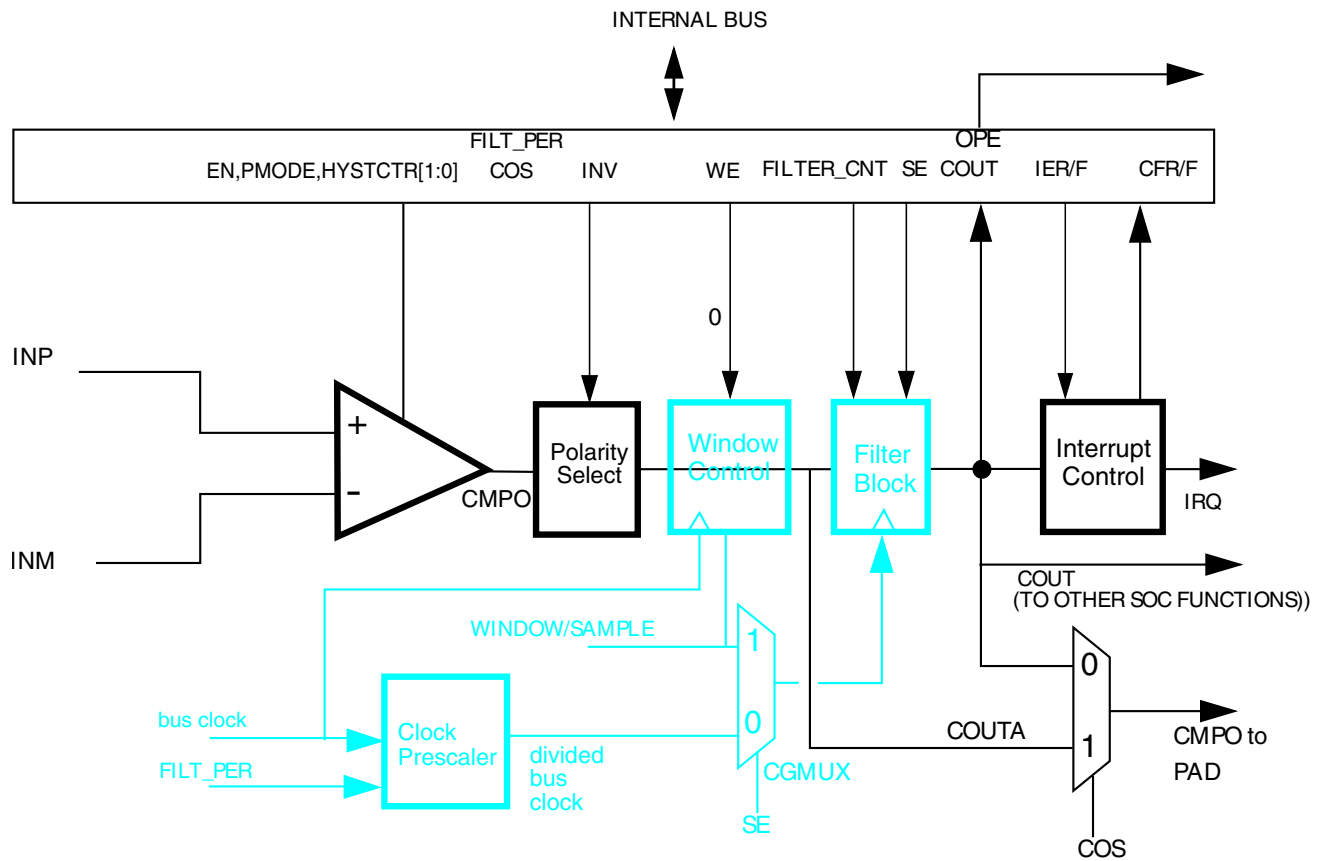 INTERNAL BUS
FILT_PER
OPE
EN,PMODE,HYSTCTR[1:0]
COS
INV
WE
FILTER_CNT
SE
COUT
IER/F
CFR/F
0
INP
+
-
INM
CMPO
Polarity
Select
Window
Control
Filter
Block
Interrupt
Control
IRQ
COUT
(TO OTHER SOC FUNCTIONS))
WINDOW/SAMPLE
1
0
bus clock
FILT_PER
Clock
Prescaler
divided
bus
clock
CGMUX
SE
COUTA
0
1
CMPO to
PAD
COS